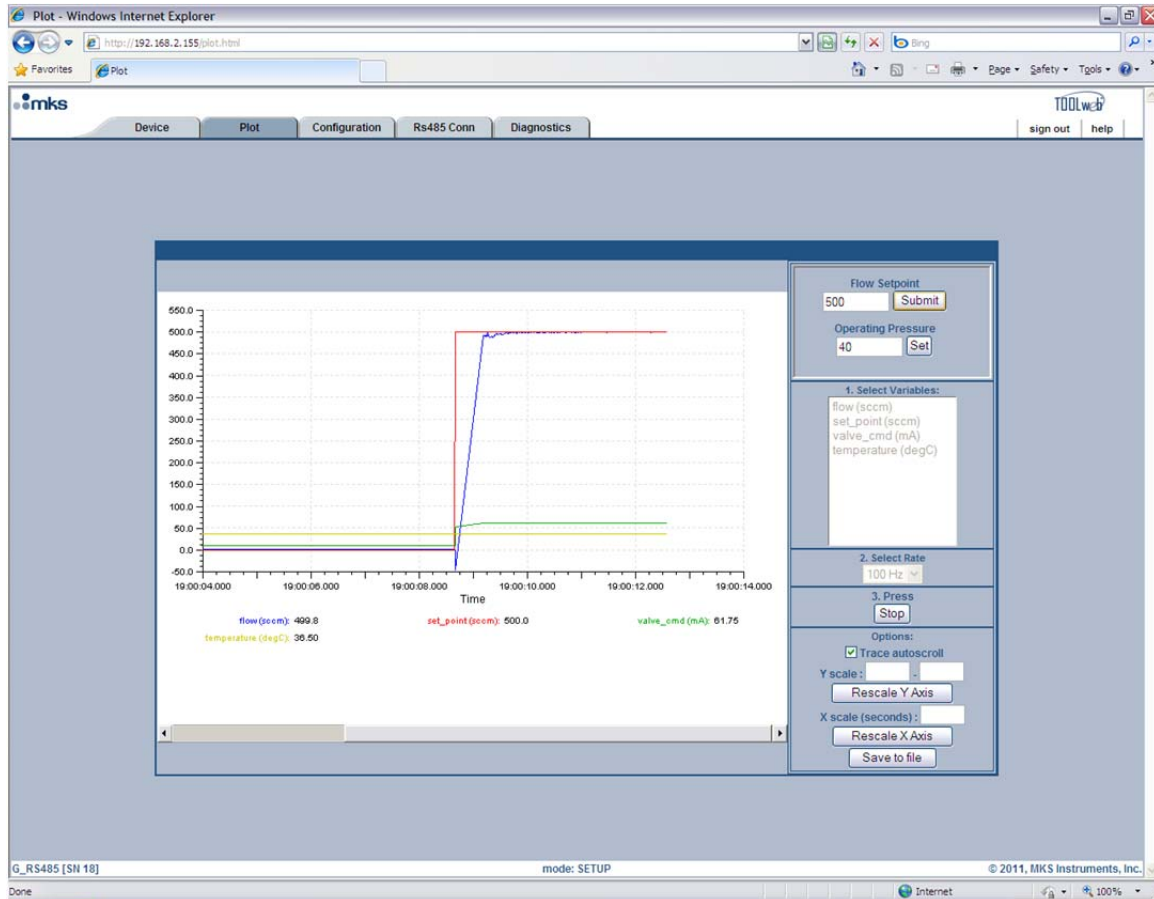 Plot - Windows Internet Explorer
http://192.168.2.155/plot.html
Bing
Favorites
Plot
Page
Safety
Tools
mks
TOOLweb
Device
Plot
Configuration
Rs485 Conn
Diagnostics
sign out
help
Flow Setpoint
500 Submit
Operating Pressure
40 Set
1. Select Variables:
flow (sccm)
set_point (sccm)
valve_cmd (mA)
temperature (degC)
2. Select Rate
100 Hz
3. Press
Stop
Options:
Trace autoscroll
Y scale : -
Rescale Y Axis
X scale (seconds) :
Rescale X Axis
Save to file
550.0
500.0
450.0
400.0
350.0
300.0
250.0
200.0
150.0
100.0
50.0
0.0
-50.0
19:00:04.000 19:00:06.000 19:00:08.000 19:00:10.000 19:00:12.000 19:00:14.000
Time
flow (sccm): 499.8 set_point (sccm): 500.0 valve_cmd (mA): 61.75
temperature (degC): 36.50
G_RS485 [SN 18] mode: SETUP © 2011, MKS Instruments, Inc.
Done Internet 100%